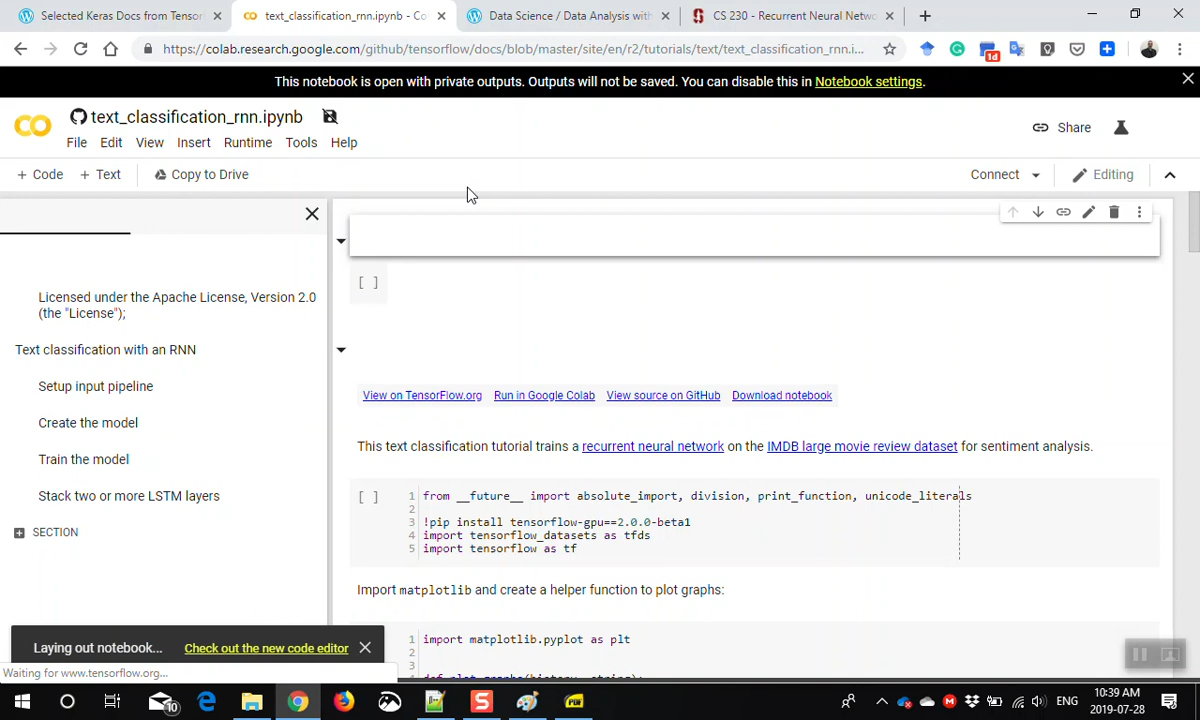 Selected Keras Docs from Tensor
text_classification_rnn.ipynb - Co
Data Science / Data Analysis with
CS 230 - Recurrent Neural Netwo
https://colab.research.google.com/github/tensorflow/docs/blob/master/site/en/r2/tutorials/text/text_classification_rnn.i...
1d
This notebook is open with private outputs. Outputs will not be saved. You can disable this in Notebook settings.
CO
text_classification_rnn.ipynb
File Edit View Insert Runtime Tools Help
Share
+ Code + Text Copy to Drive
Connect Editing
Licensed under the Apache License, Version 2.0
(the "License");
Text classification with an RNN
Setup input pipeline
Create the model
Train the model
Stack two or more LSTM layers
SECTION
[ ]
View on TensorFlow.org Run in Google Colab View source on GitHub Download notebook
This text classification tutorial trains a recurrent neural network on the IMDB large movie review dataset for sentiment analysis.
[ ] 1 from __future__ import absolute_import, division, print_function, unicode_literals
2
3 !pip install tensorflow-gpu==2.0.0-beta1
4 import tensorflow_datasets as tfds
5 import tensorflow as tf
Import matplotlib and create a helper function to plot graphs:
1 import matplotlib.pyplot as plt
2
3
4 def plot_graphs(history, string):
Laying out notebook... Check out the new code editor
Waiting for www.tensorflow.org...
10
S
PDF
ENG
10:39 AM
2019-07-28